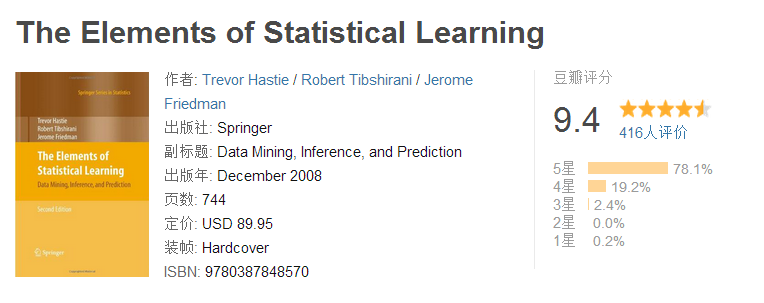 The Elements of Statistical Learning
Springer Series in Statistics
Trevor Hastie
Robert Tibshirani
Jerome Friedman
The Elements of
Statistical Learning
Data Mining, Inference, and Prediction
Second Edition
Springer
作者: Trevor Hastie / Robert Tibshirani / Jerome
Friedman
出版社: Springer
副标题: Data Mining, Inference, and Prediction
出版年: December 2008
页数: 744
定价: USD 89.95
装帧: Hardcover
ISBN: 9780387848570
豆瓣评分
9.4
416人评价
5星 78.1%
4星 19.2%
3星 2.4%
2星 0.0%
1星 0.2%